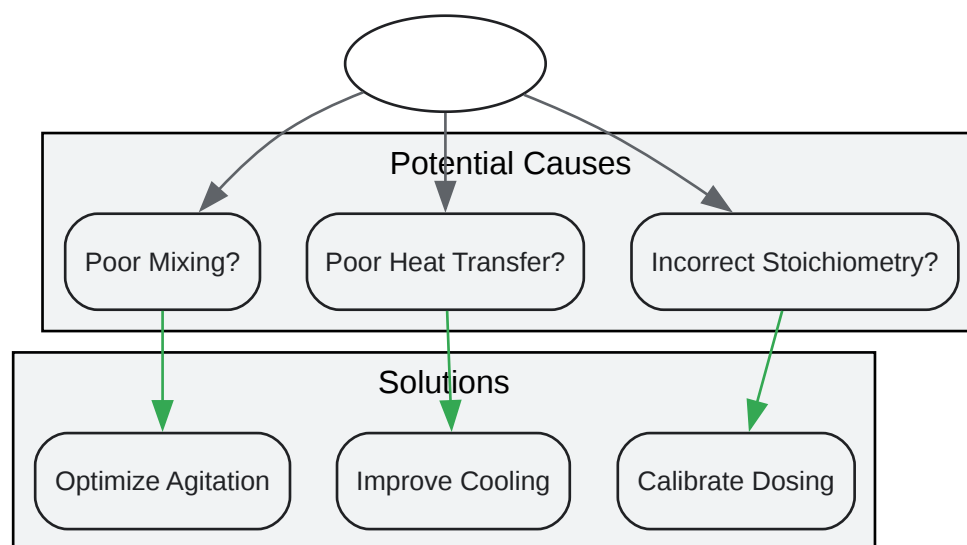 Potential Causes
Poor Mixing?
Poor Heat Transfer?
Incorrect Stoichiometry?
Solutions
Optimize Agitation
Improve Cooling
Calibrate Dosing